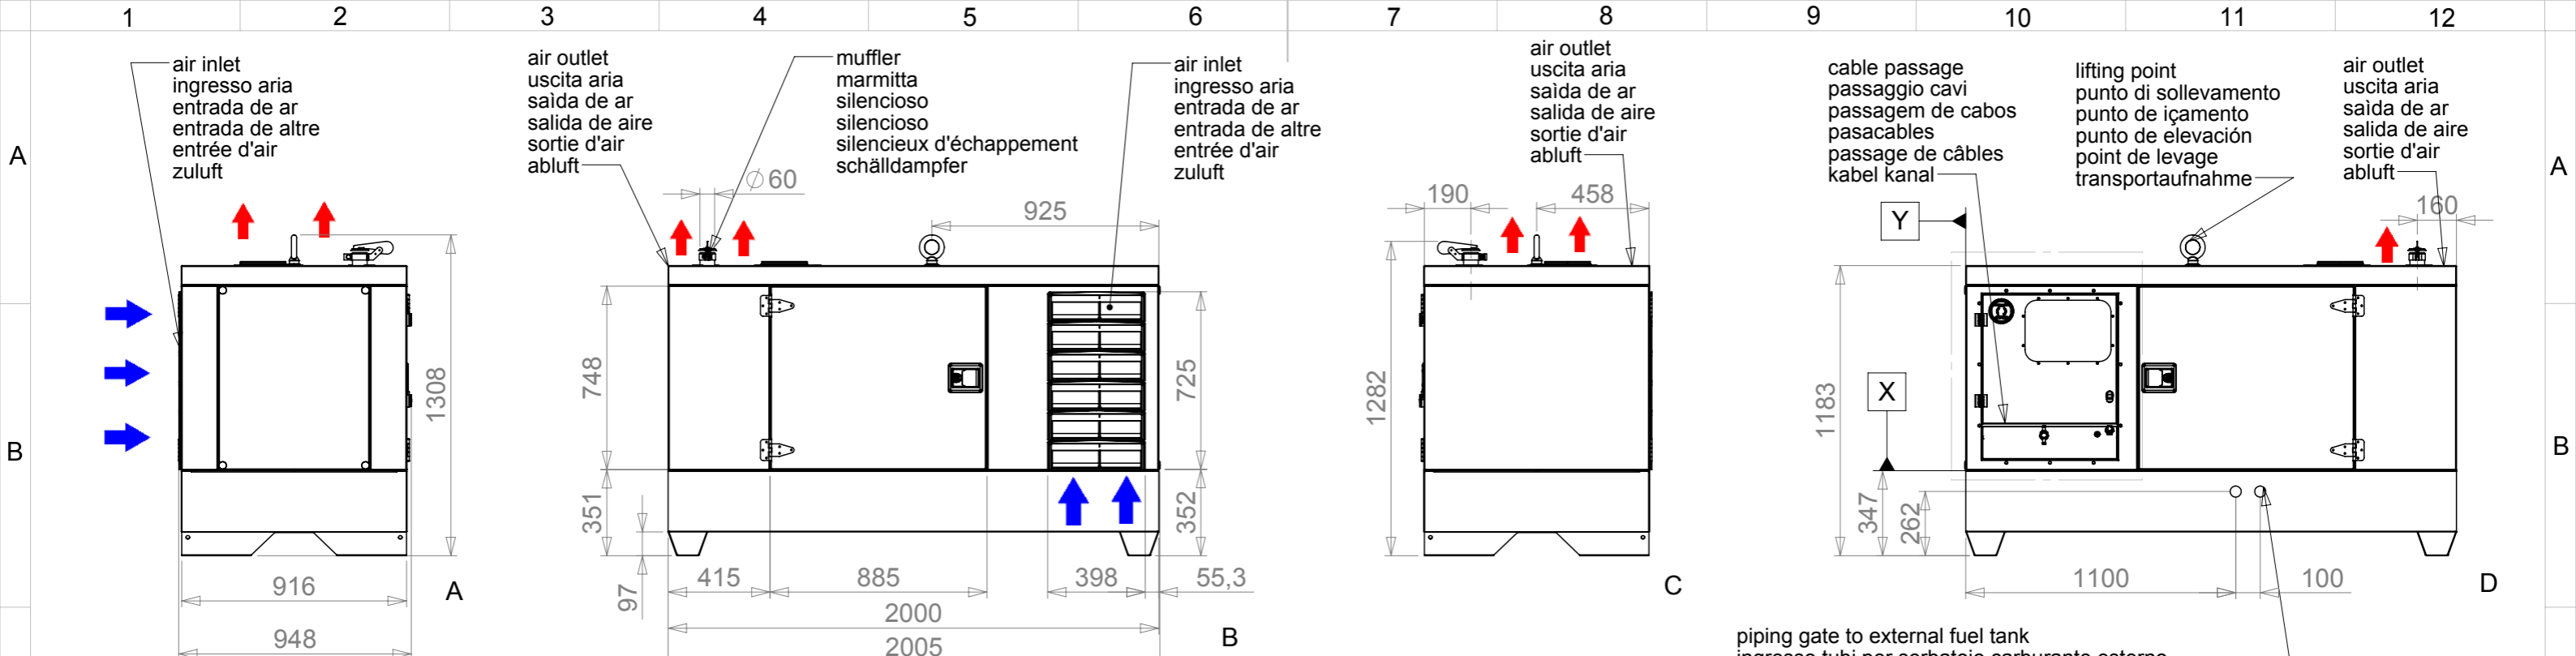 1 2 3 4 5 6 7 8 9 10 11 12
A
B
air inlet
ingresso aria
entrada de ar
entrada de altre
entrée d'air
zuluft
1308
916
948
A
air outlet
uscita aria
saìda de ar
salida de aire
sortie d'air
abluft
muffler
marmitta
silencioso
silencioso
silencieux d'échappement
schälldampfer
air inlet
ingresso aria
entrada de ar
entrada de altre
entrée d'air
zuluft
∅ 60
925
748
725
351
352
97
415 885 398 55,3
2000
2005
B
air outlet
uscita aria
saìda de ar
salida de aire
sortie d'air
abluft
190 458
1282
C
cable passage
passaggio cavi
passagem de cabos
pasacables
passage de câbles
kabel kanal
lifting point
punto di sollevamento
punto de içamento
punto de elevación
point de levage
transportaufnahme
air outlet
uscita aria
saìda de ar
salida de aire
sortie d'air
abluft
160
Y
X
1183
347
262
1100 100
D
piping gate to external fuel tank
ingresso tubi per serbatoio carburante esterno
A
B